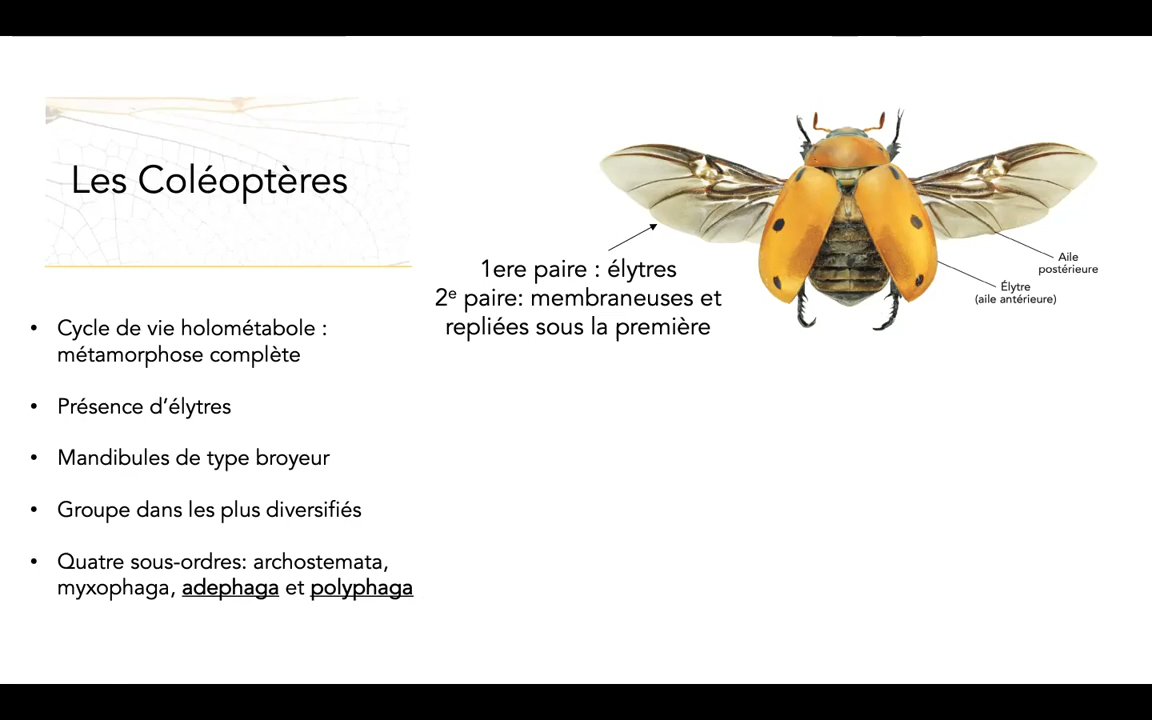 Les Coléoptères
1ere paire : élytres
2e paire: membraneuses et
repliées sous la première
Aile
postérieure
Élytre
(aile antérieure)
• Cycle de vie holométabole :
métamorphose complète
• Présence d’élytres
• Mandibules de type broyeur
• Groupe dans les plus diversifiés
• Quatre sous-ordres: archostemata,
myxophaga, adephaga et polyphaga